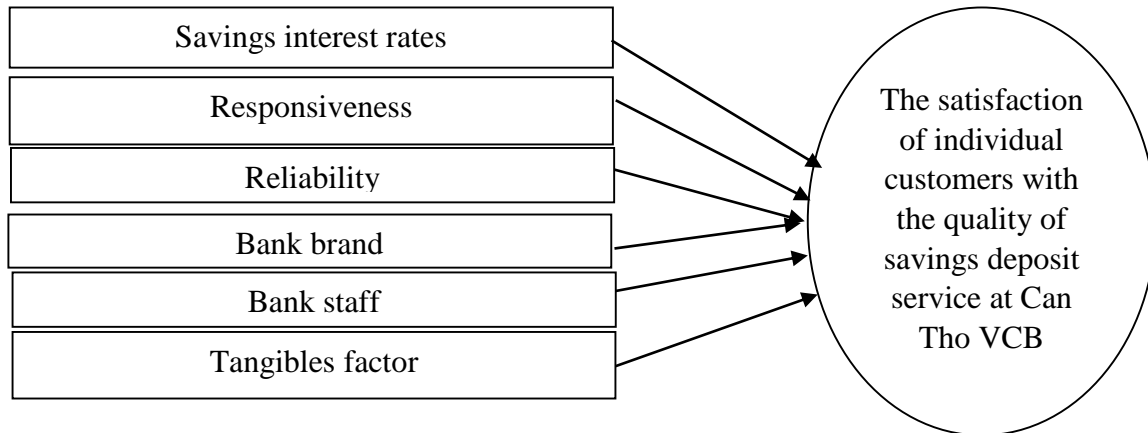 Savings interest rates
Responsiveness
Reliability
Bank brand
Bank staff
Tangibles factor
The satisfaction
of individual
customers with
the quality of
savings deposit
service at Can
Tho VCB